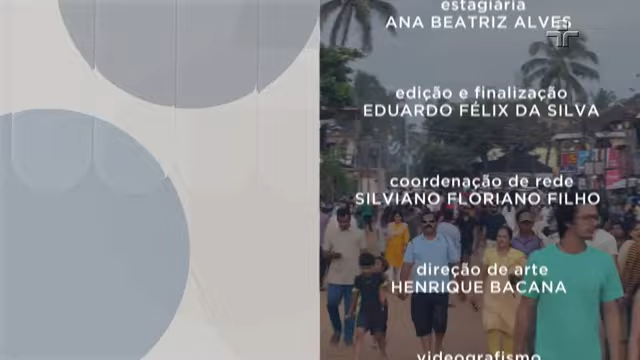 estagiária
ANA BEATRIZ ALVES
edição e finalização
EDUARDO FÉLIX DA SILVA
coordenação de rede
SILVIANO FLORIANO FILHO
direção de arte
HENRIQUE BACANA
videografismo